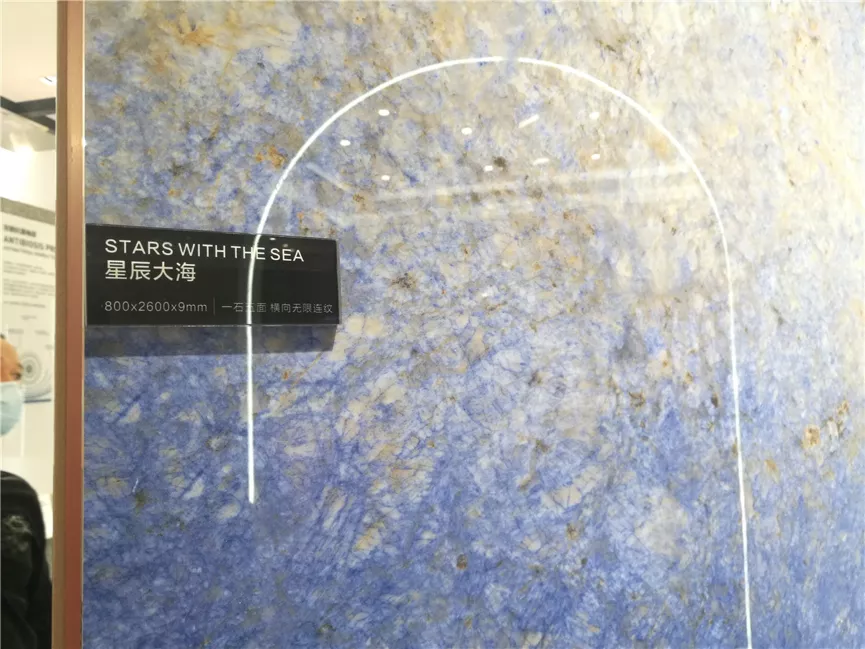 STARS WITH THE SEA
星辰大海
800x2600x9mm 一石五面 横向无限连纹
ANTIBIOSIS